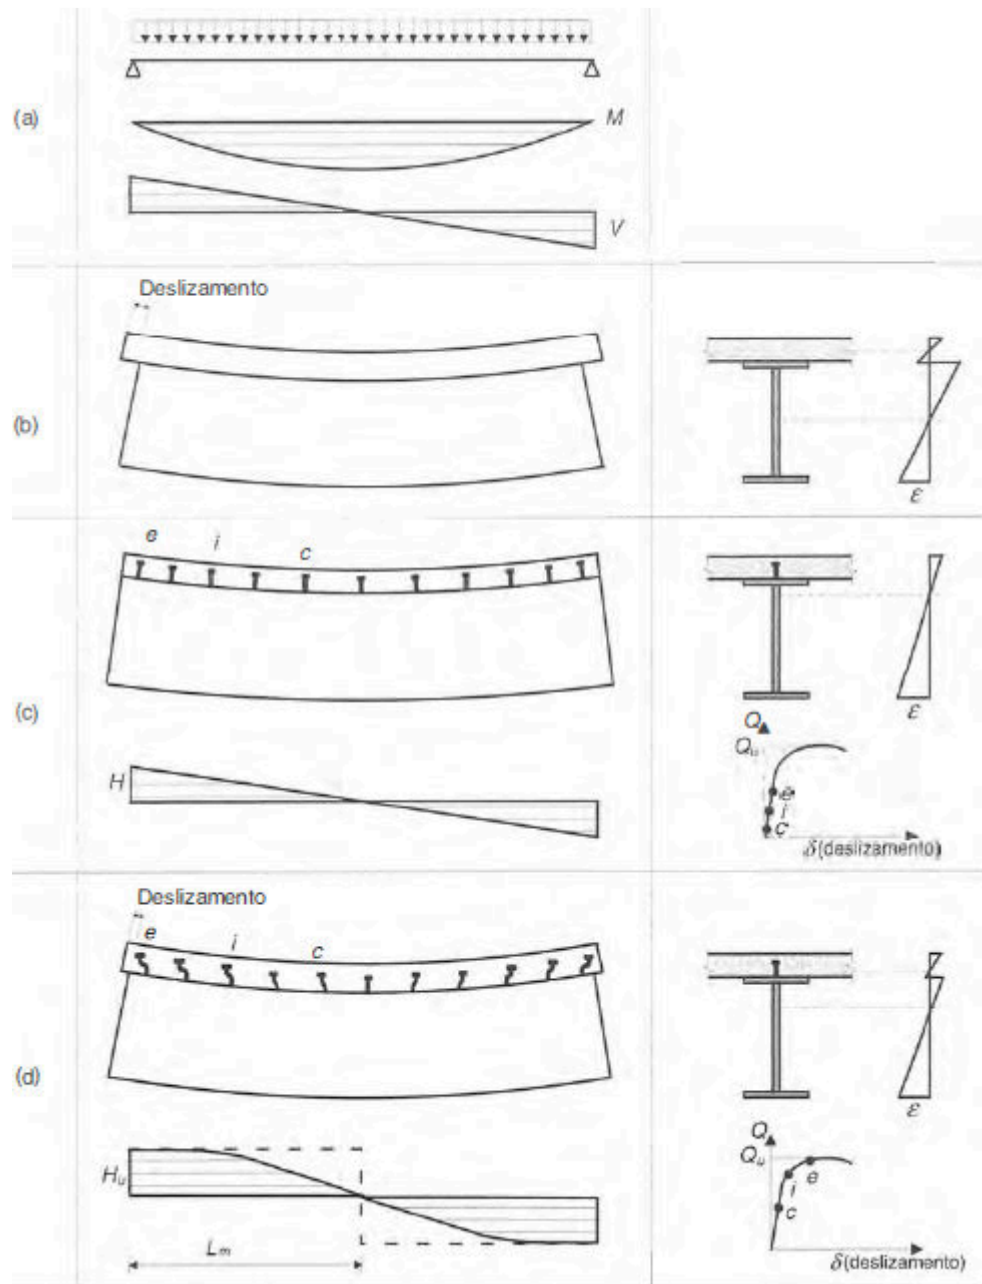 (a)
M
V
Deslizamento
(b)
ε
e i c
(c)
ε
Q
Qu
e
i
c
δ(deslizamento)
H
Deslizamento
e i c
(d)
ε
Q
Qu
e
i
c
δ(deslizamento)
Hu
Lm